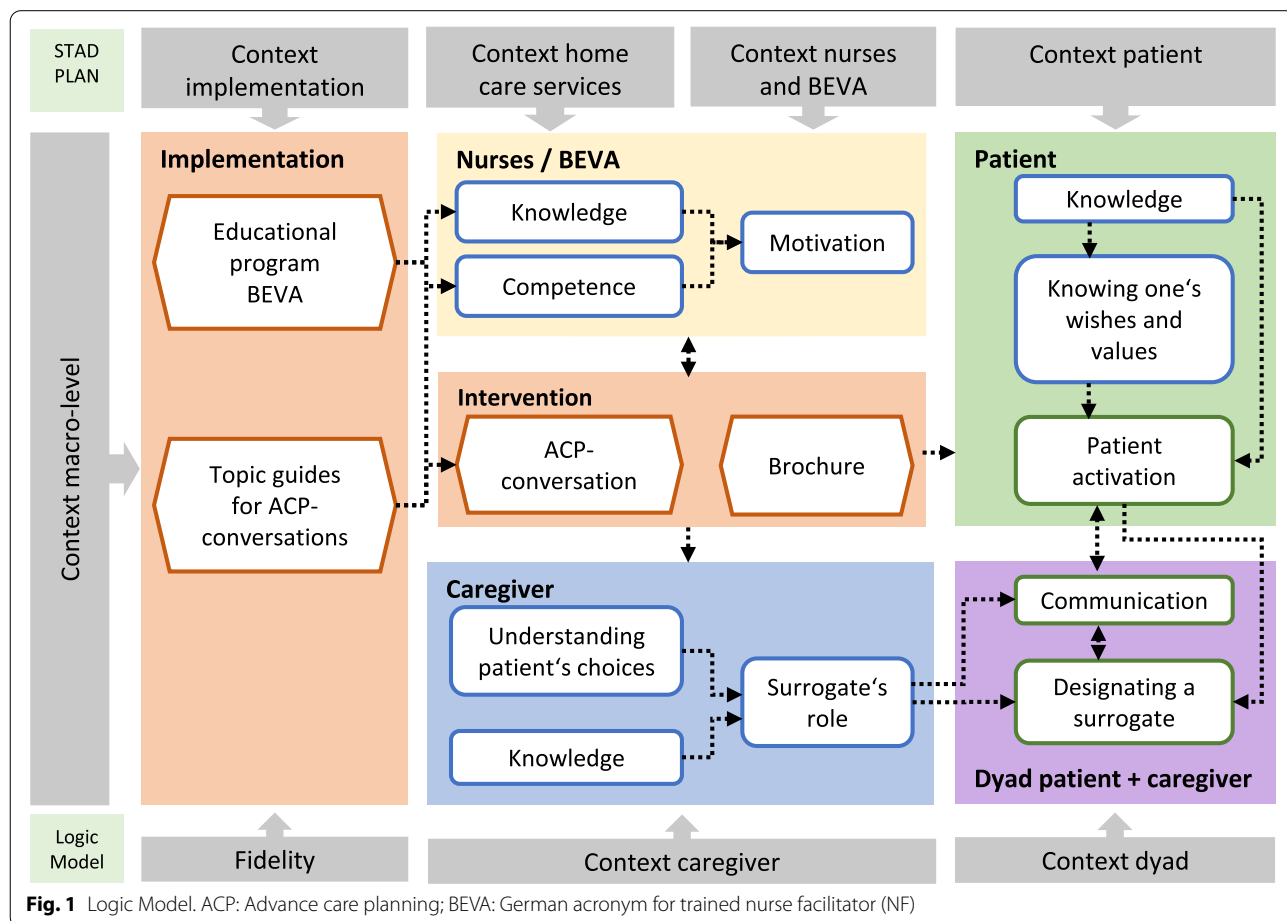 STAD
PLAN
Context
implementation
Context home
care services
Context nurses
and BEVA
Context patient
Context macro-level
Implementation
Educational
program
BEVA
Topic guides
for ACP-
conversations
Nurses / BEVA
Knowledge
Competence
Motivation
Intervention
ACP-
conversation
Brochure
Patient
Knowledge
Knowing one‘s
wishes and
values
Patient
activation
Caregiver
Understanding
patient‘s choices
Knowledge
Surrogate‘s
role
Communication
Designating a
surrogate
Dyad patient + caregiver
Logic
Model
Fidelity
Context caregiver
Context dyad
Fig. 1 Logic Model. ACP: Advance care planning; BEVA: German acronym for trained nurse facilitator (NF)